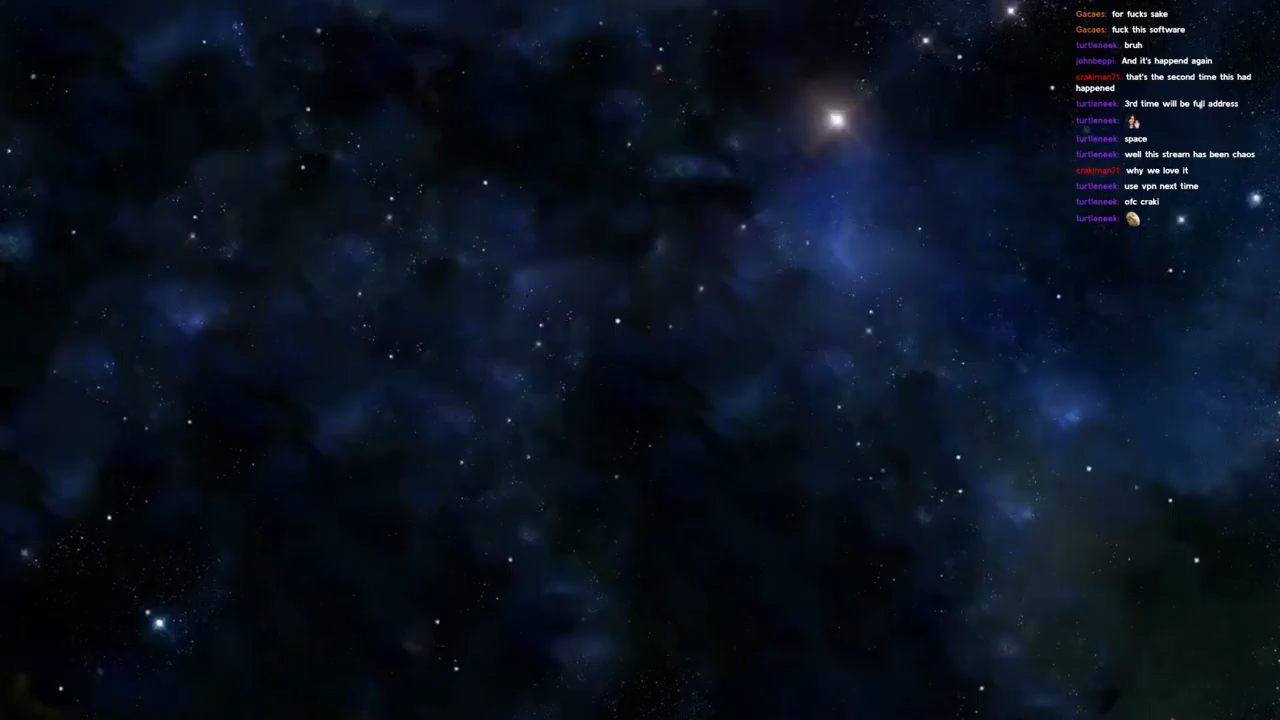 Gacaes: for fucks sake
Gacaes: fuck this software
turtleneek: bruh
johnbeppi: And it's happend again
crakiman71: that's the second time this had
happened
turtleneek: 3rd time will be full address
turtleneek:
turtleneek: space
turtleneek: well this stream has been chaos
crakiman71: why we love it
turtleneek: use vpn next time
turtleneek: ofc craki
turtleneek: